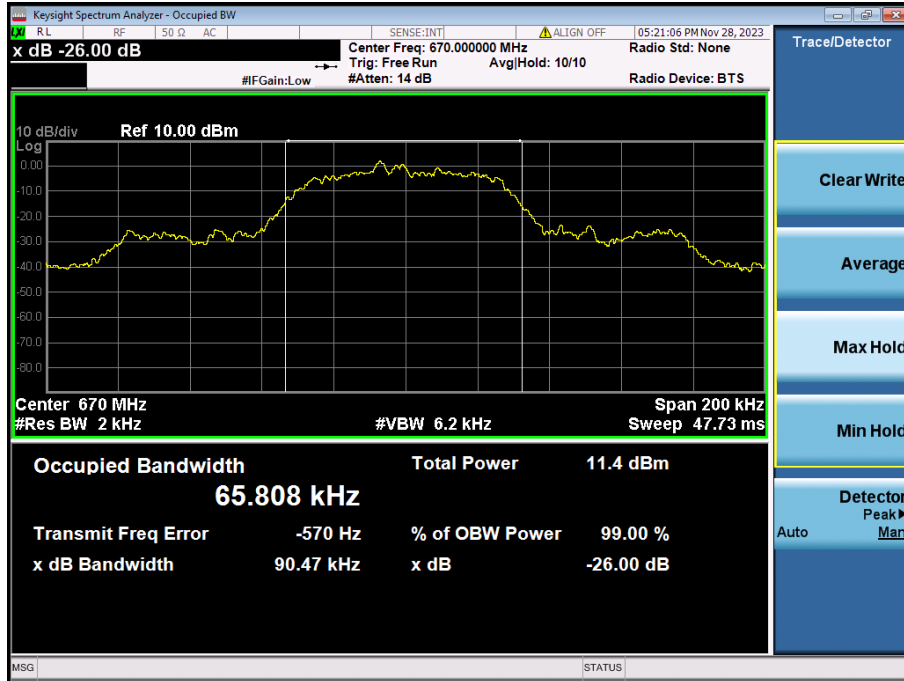 Keysight Spectrum Analyzer - Occupied BW
LXI RL RF 50 Ω AC SENSE:INT ALIGN OFF 05:21:06 PM Nov 28, 2023
x dB -26.00 dB
Center Freq: 670.000000 MHz
Radio Std: None
Trig: Free Run
Avg|Hold: 10/10
#IFGain:Low
#Atten: 14 dB
Radio Device: BTS
10 dB/div
Ref 10.00 dBm
Log
0.00
-10.0
-20.0
-30.0
-40.0
-50.0
-60.0
-70.0
-80.0
Center 670 MHz
Span 200 kHz
#Res BW 2 kHz
#VBW 6.2 kHz
Sweep 47.73 ms
Occupied Bandwidth
65.808 kHz
Total Power
11.4 dBm
Transmit Freq Error
-570 Hz
% of OBW Power
99.00 %
x dB Bandwidth
90.47 kHz
x dB
-26.00 dB
MSG
STATUS
Trace/Detector
Clear Write
Average
Max Hold
Min Hold
Detector
Peak▶
Auto
Man